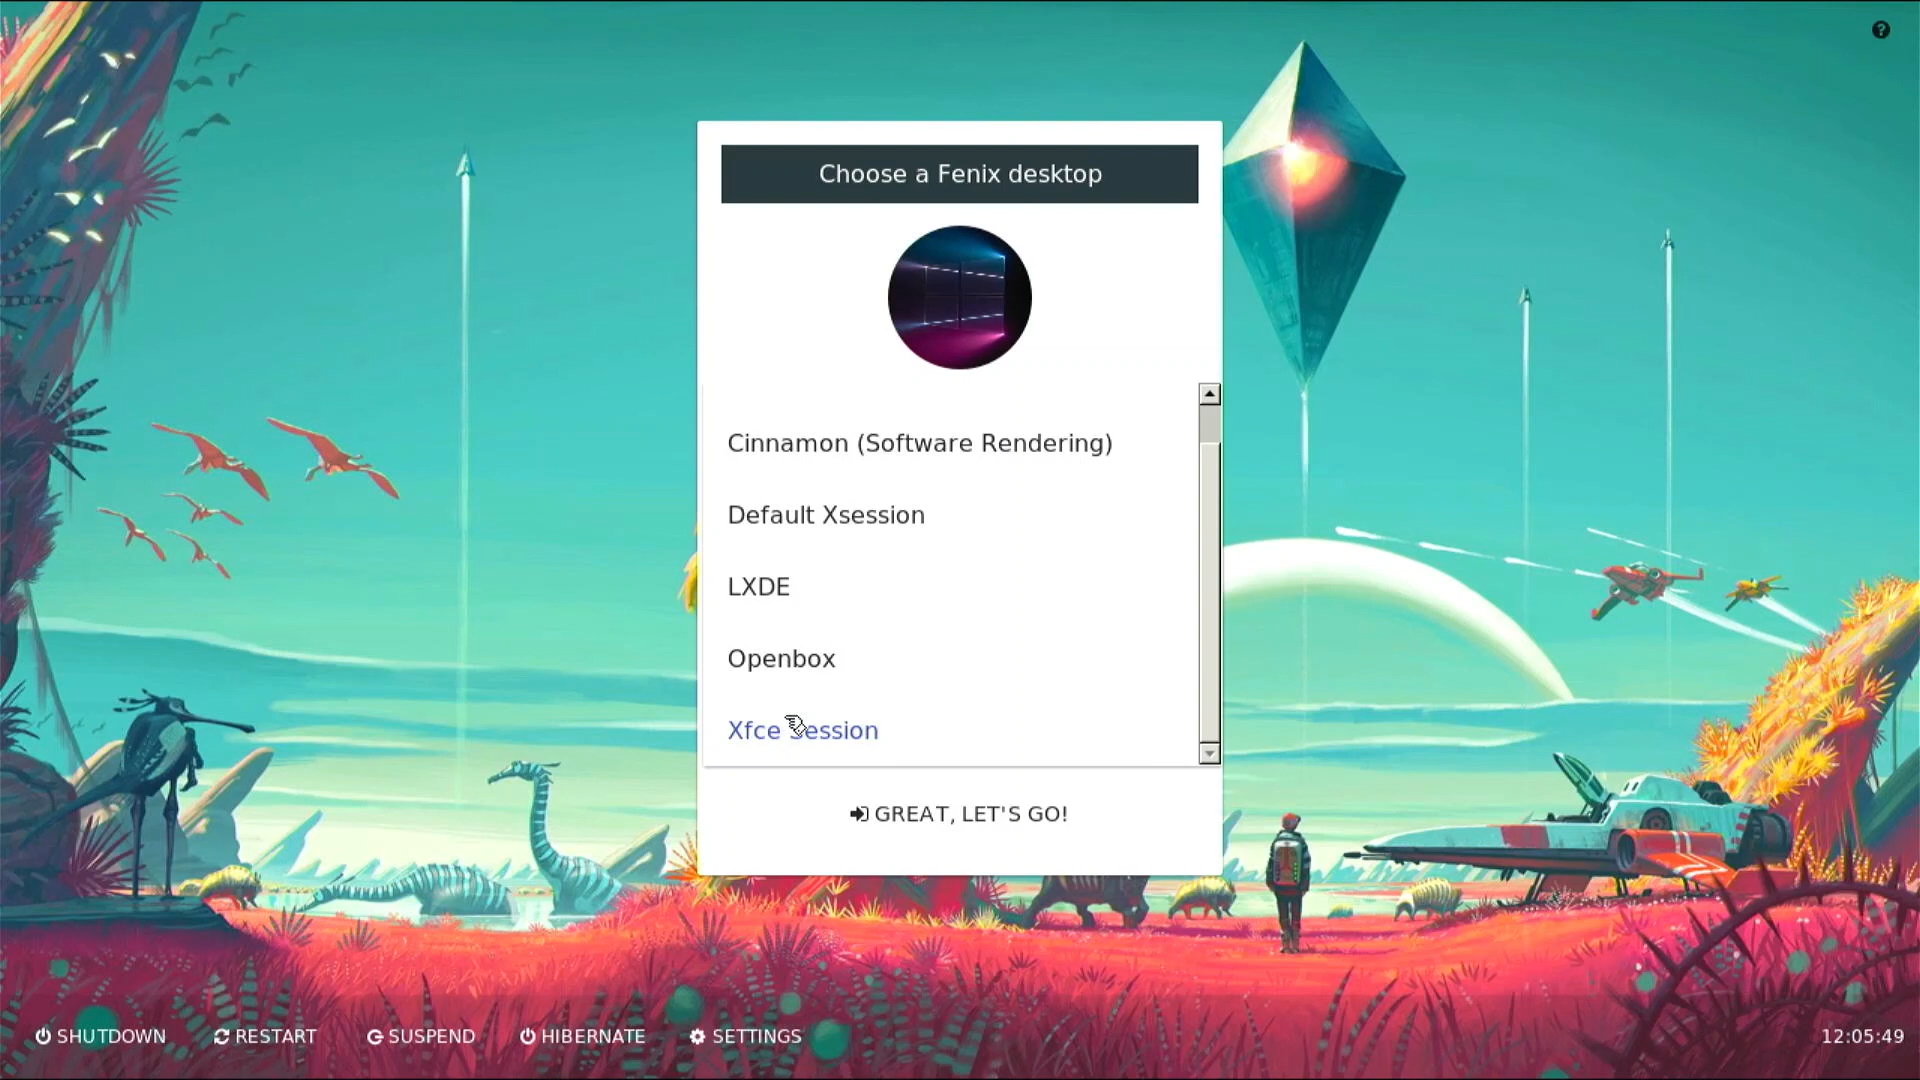 ?
Choose a Fenix desktop
Cinnamon (Software Rendering)
Default Xsession
LXDE
Openbox
Xfce Session
GREAT, LET'S GO!
SHUTDOWN RESTART SUSPEND HIBERNATE SETTINGS 12:05:49